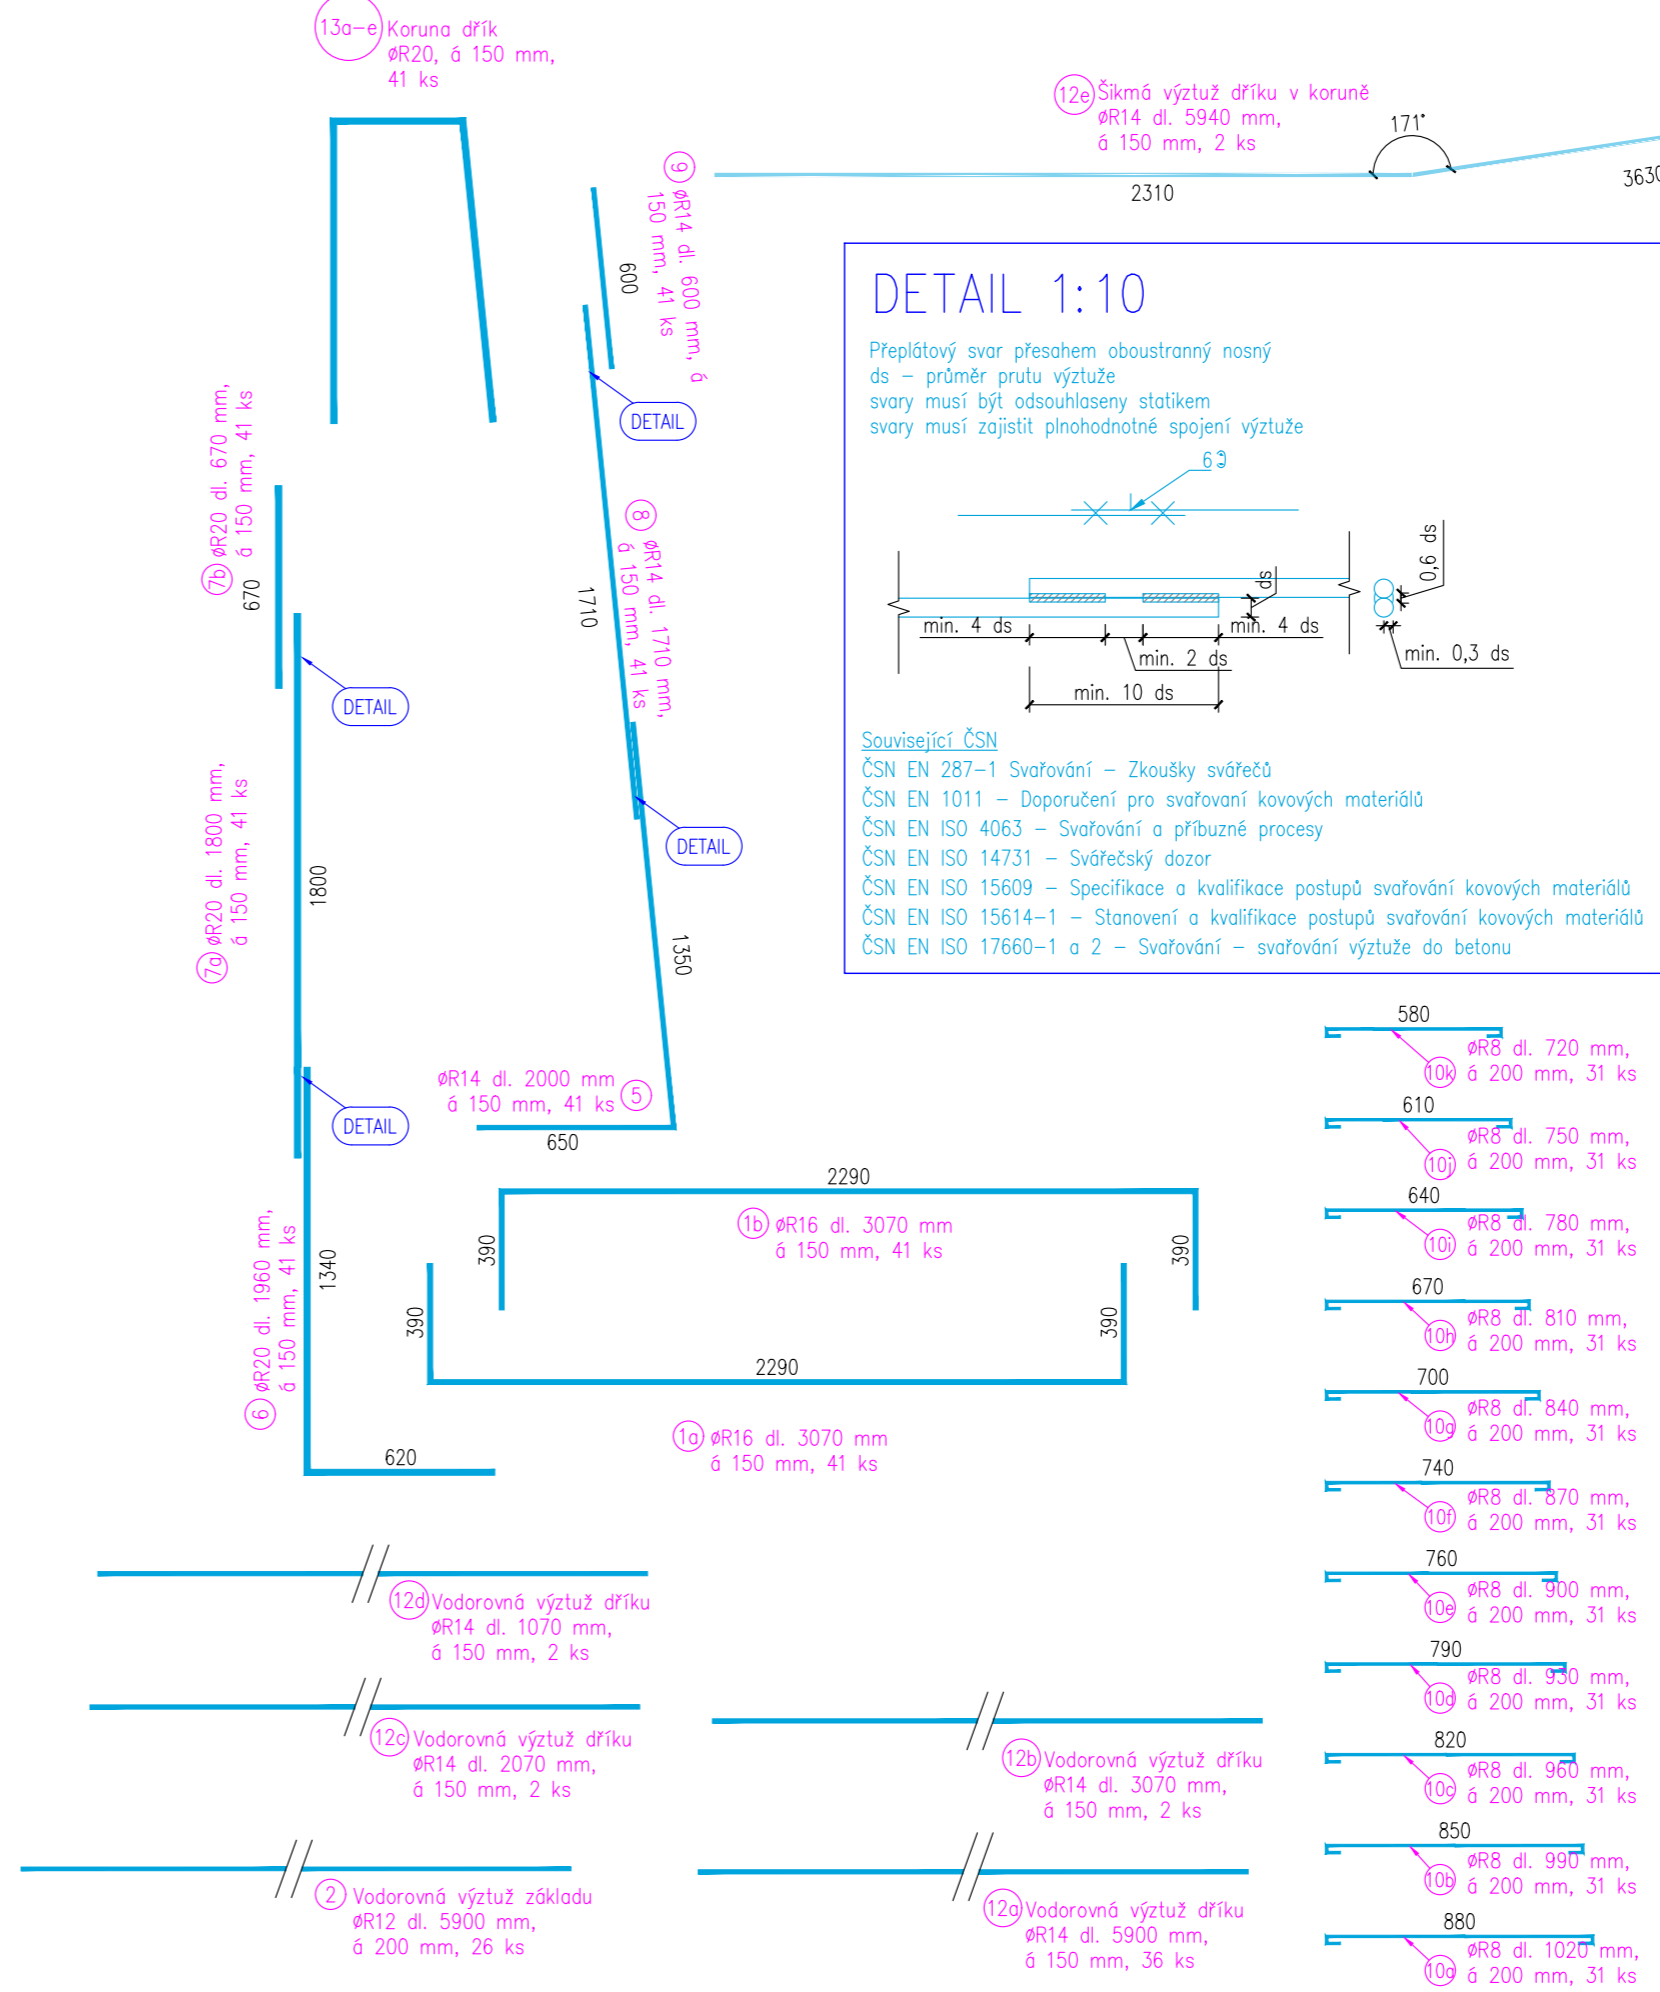 13a-e
Koruna dřík
øR20, á 150 mm,
41 ks
12e
Šikmá výztuž dříku v koruně
øR14 dl. 5940 mm,
á 150 mm, 2 ks
171°
2310
3630
9
øR14 dl. 600 mm, á
150 mm, 41 ks
600
DETAIL
7b
øR20 dl. 670 mm,
á 150 mm, 41 ks
670
8
øR14 dl. 1710 mm,
á 150 mm, 41 ks
1710
DETAIL
DETAIL
7a
øR20 dl. 1800 mm,
á 150 mm, 41 ks
1800
1350
DETAIL
øR14 dl. 2000 mm
á 150 mm, 41 ks
5
650
DETAIL 1:10
Přeplátový svar přesahem oboustranný nosný
ds – průměr prutu výztuže
svary musí být odsouhlaseny statikem
svary musí zajistit plnohodnotné spojení výztuže
6
ds
0,6 ds
min. 4 ds
min. 4 ds
min. 2 ds
min. 0,3 ds
min. 10 ds
Související ČSN
ČSN EN 287-1 Svařování – Zkoušky svářečů
ČSN EN 1011 – Doporučení pro svařovaní kovových materiálů
ČSN EN ISO 4063 – Svařování a příbuzné procesy
ČSN EN ISO 14731 – Svářečský dozor
ČSN EN ISO 15609 – Specifikace a kvalifikace postupů svařování kovových materiálů
ČSN EN ISO 15614-1 – Stanovení a kvalifikace postupů svařování kovových materiálů
ČSN EN ISO 17660-1 a 2 – Svařování – svařování výztuže do betonu
6
øR20 dl. 1960 mm,
á 150 mm, 41 ks
1340
620
2290
1b
øR16 dl. 3070 mm
á 150 mm, 41 ks
390
390
390
390
2290
1a
øR16 dl. 3070 mm
á 150 mm, 41 ks
580
øR8 dl. 720 mm,
10k
á 200 mm, 31 ks
610
øR8 dl. 750 mm,
10j
á 200 mm, 31 ks
640
øR8 dl. 780 mm,
10i
á 200 mm, 31 ks
670
øR8 dl. 810 mm,
10h
á 200 mm, 31 ks
700
øR8 dl. 840 mm,
10g
á 200 mm, 31 ks
740
øR8 dl. 870 mm,
10f
á 200 mm, 31 ks
760
øR8 dl. 900 mm,
10e
á 200 mm, 31 ks
790
øR8 dl. 930 mm,
10d
á 200 mm, 31 ks
820
øR8 dl. 960 mm,
10c
á 200 mm, 31 ks
850
øR8 dl. 990 mm,
10b
á 200 mm, 31 ks
880
øR8 dl. 1020 mm,
10a
á 200 mm, 31 ks
12d
Vodorovná výztuž dříku
øR14 dl. 1070 mm,
á 150 mm, 2 ks
12c
Vodorovná výztuž dříku
øR14 dl. 2070 mm,
á 150 mm, 2 ks
12b
Vodorovná výztuž dříku
øR14 dl. 3070 mm,
á 150 mm, 2 ks
2
Vodorovná výztuž základu
øR12 dl. 5900 mm,
á 200 mm, 26 ks
12a
Vodorovná výztuž dříku
øR14 dl. 5900 mm,
á 150 mm, 36 ks